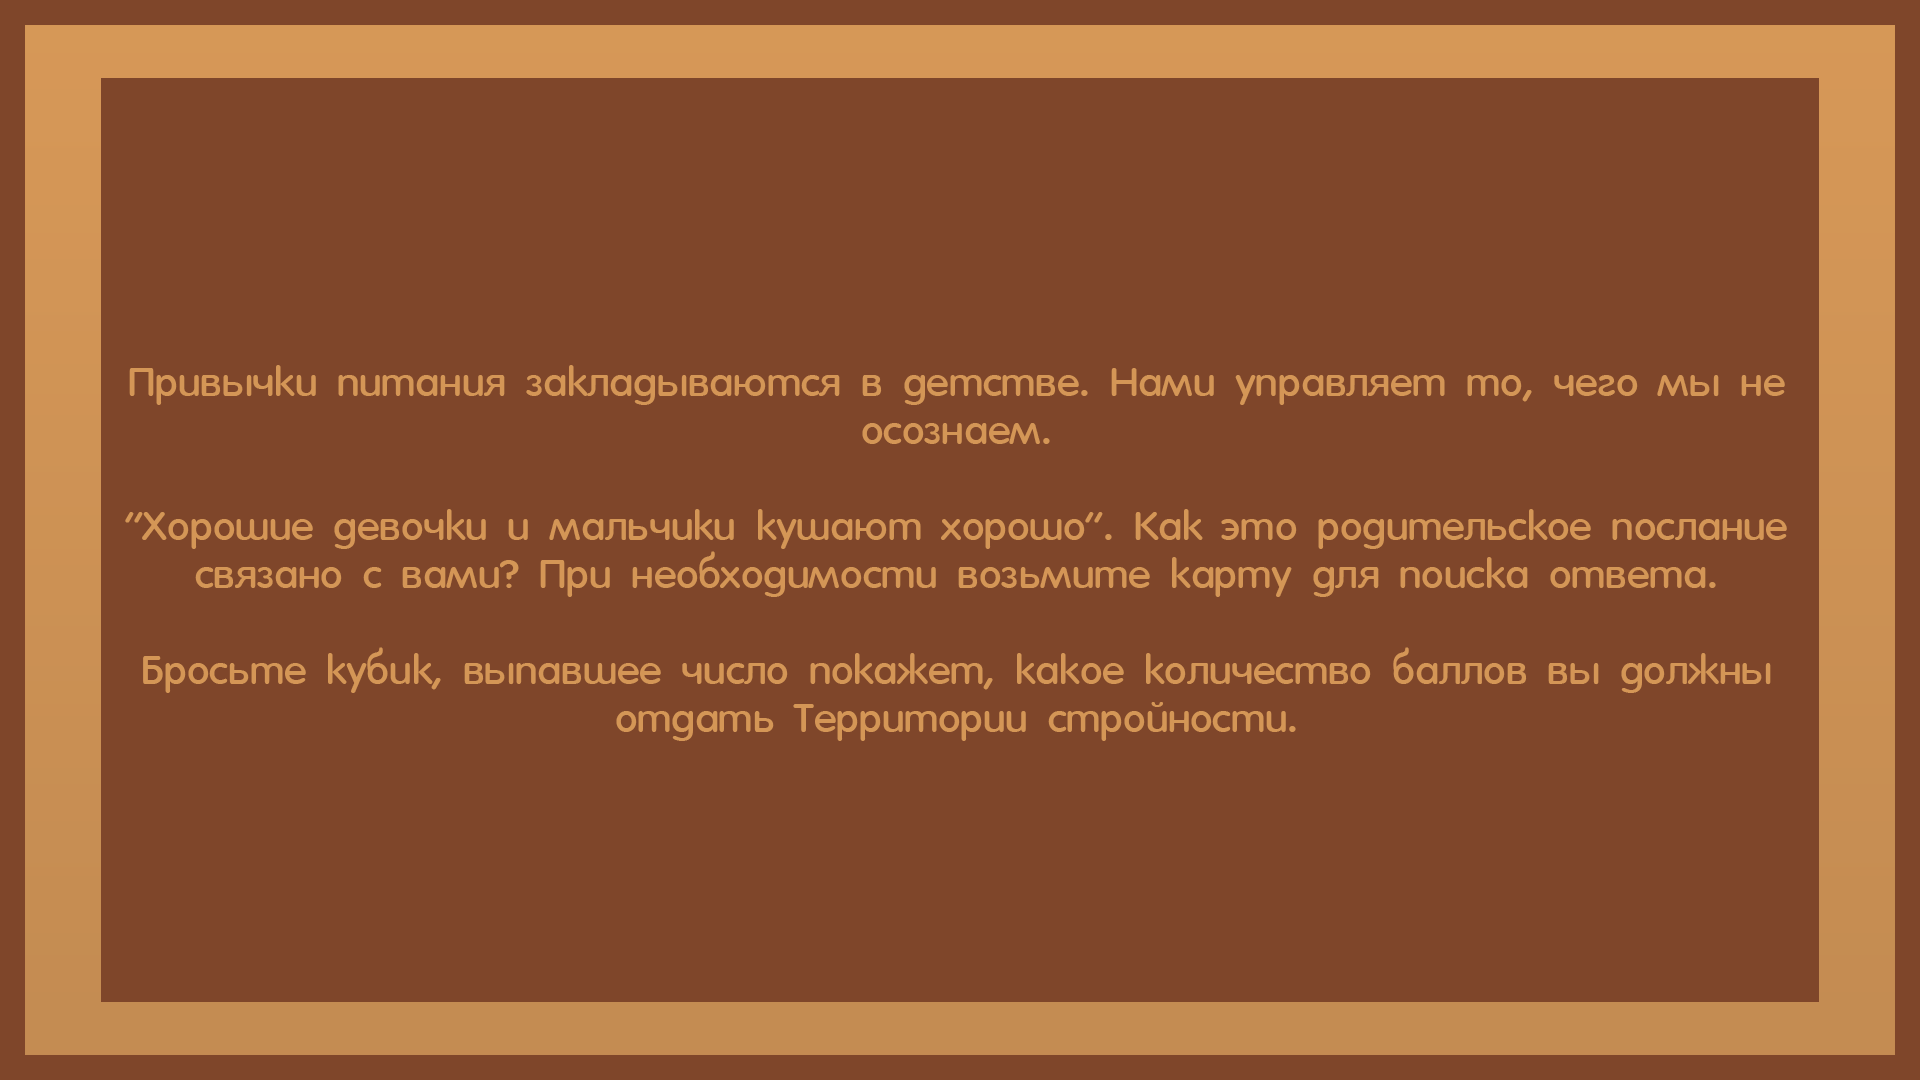 Привычки питания закладываются в детстве. Нами управляет то, чего мы не
осознаем.
"Хорошие девочки и мальчики кушают хорошо". Как это родительское послание
связано с вами? При необходимости возьмите карту для поиска ответа.
Бросьте кубик, выпавшее число покажет, какое количество баллов вы должны
отдать Территории стройности.